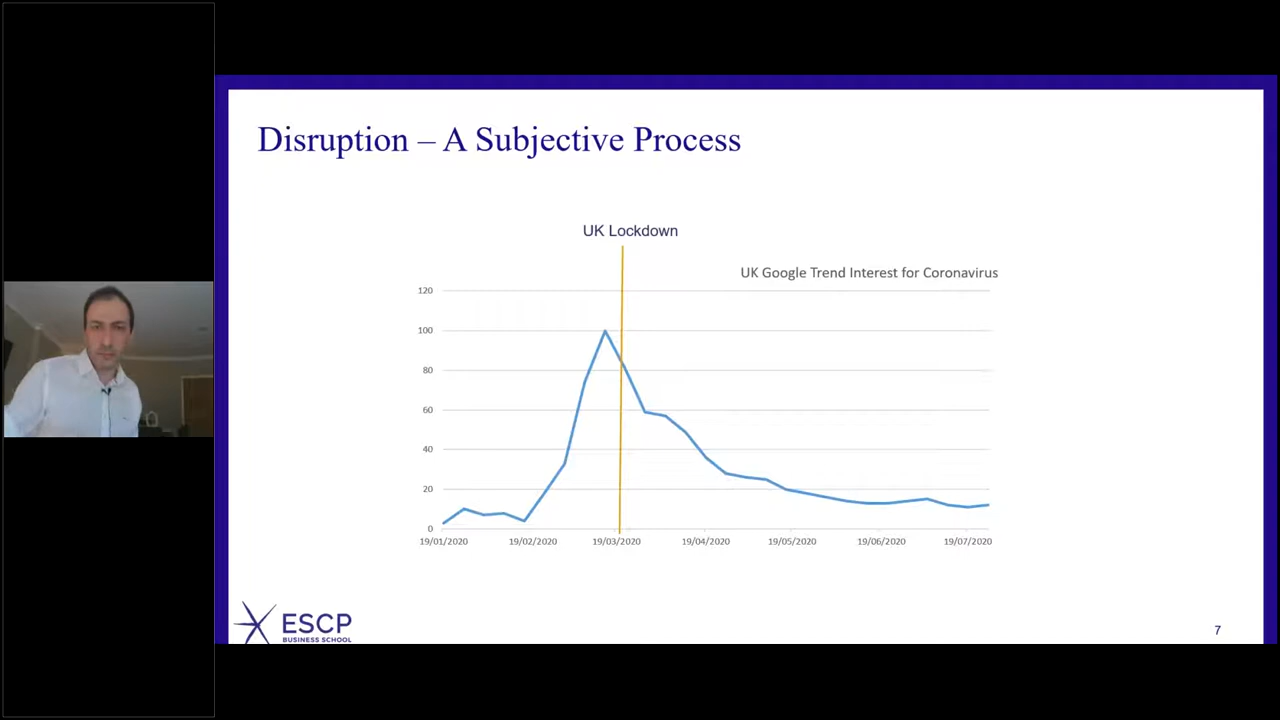 Disruption – A Subjective Process
UK Lockdown
UK Google Trend Interest for Coronavirus
120
100
80
60
40
20
0
19/01/2020 19/02/2020 19/03/2020 19/04/2020 19/05/2020 19/06/2020 19/07/2020
ESCP
BUSINESS SCHOOL
7